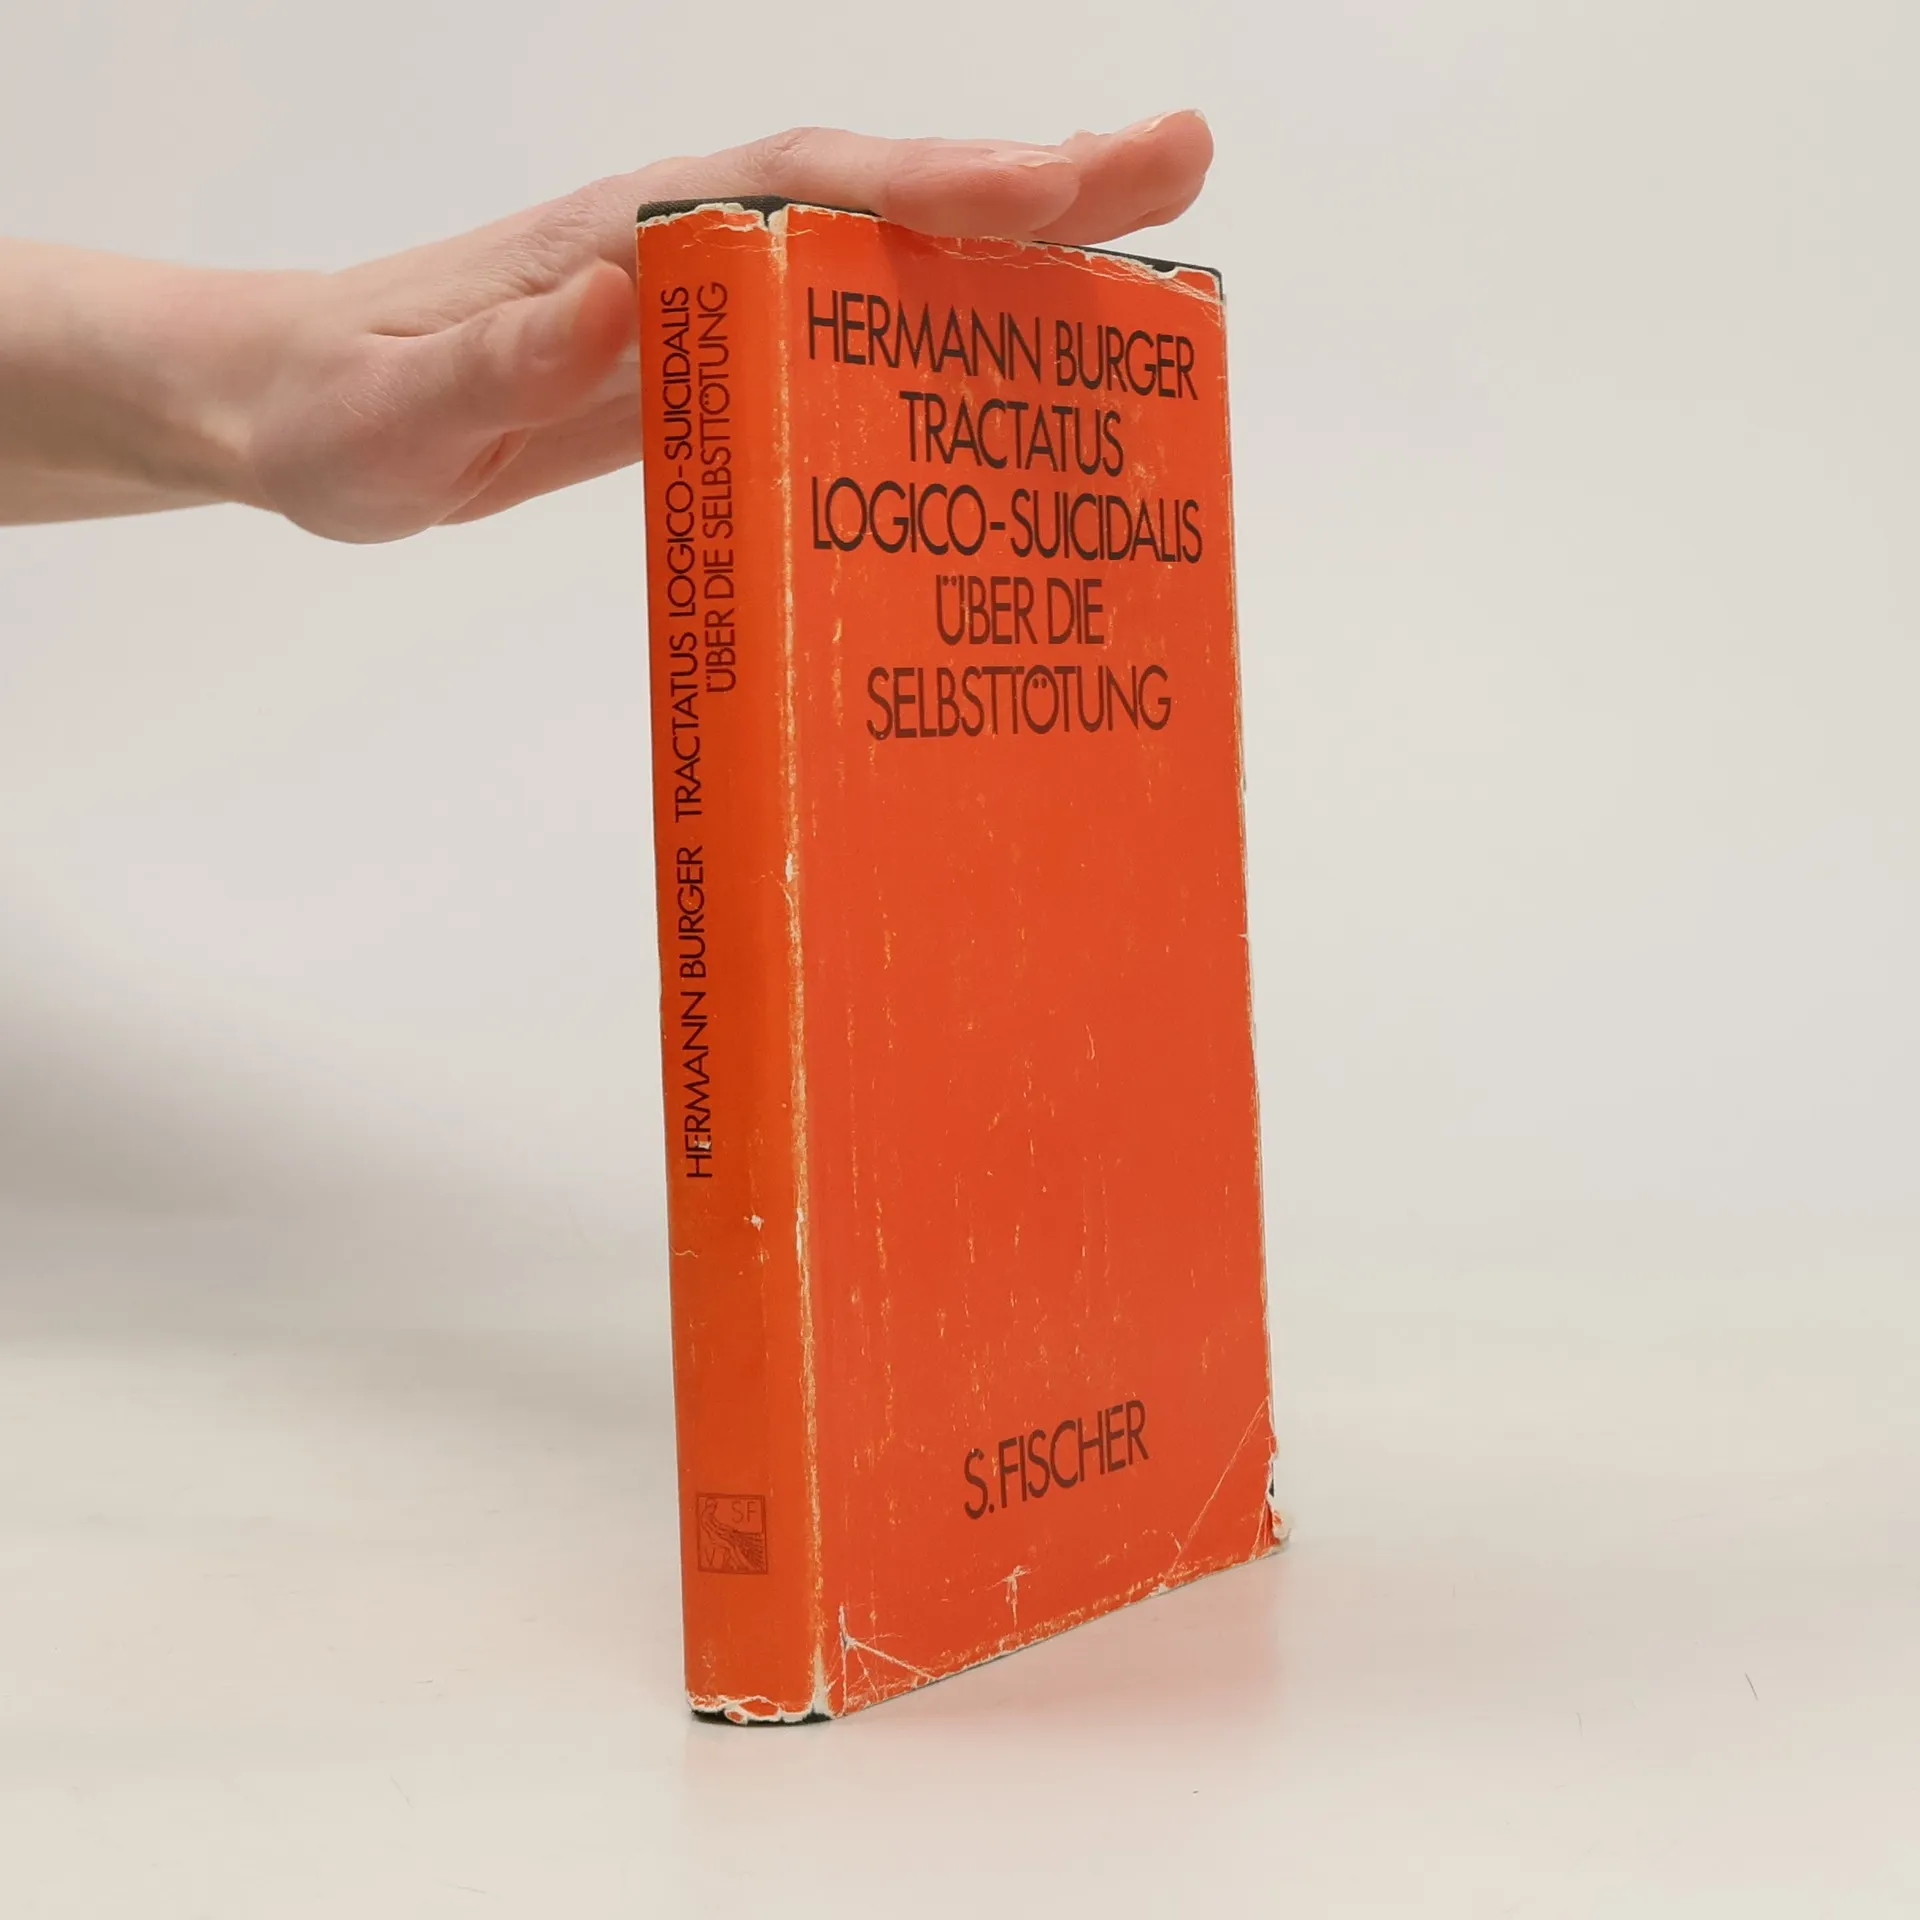 HERMANN BURGER
TRACTATUS
LOGICO-SUICIDALIS
ÜBER DIE
SELBSTTÖTUNG
S. FISCHER
HERMANN BURGER TRACTATUS LOGICO-SUICIDALIS
ÜBER DIE SELBSTTÖTUNG
SF
V